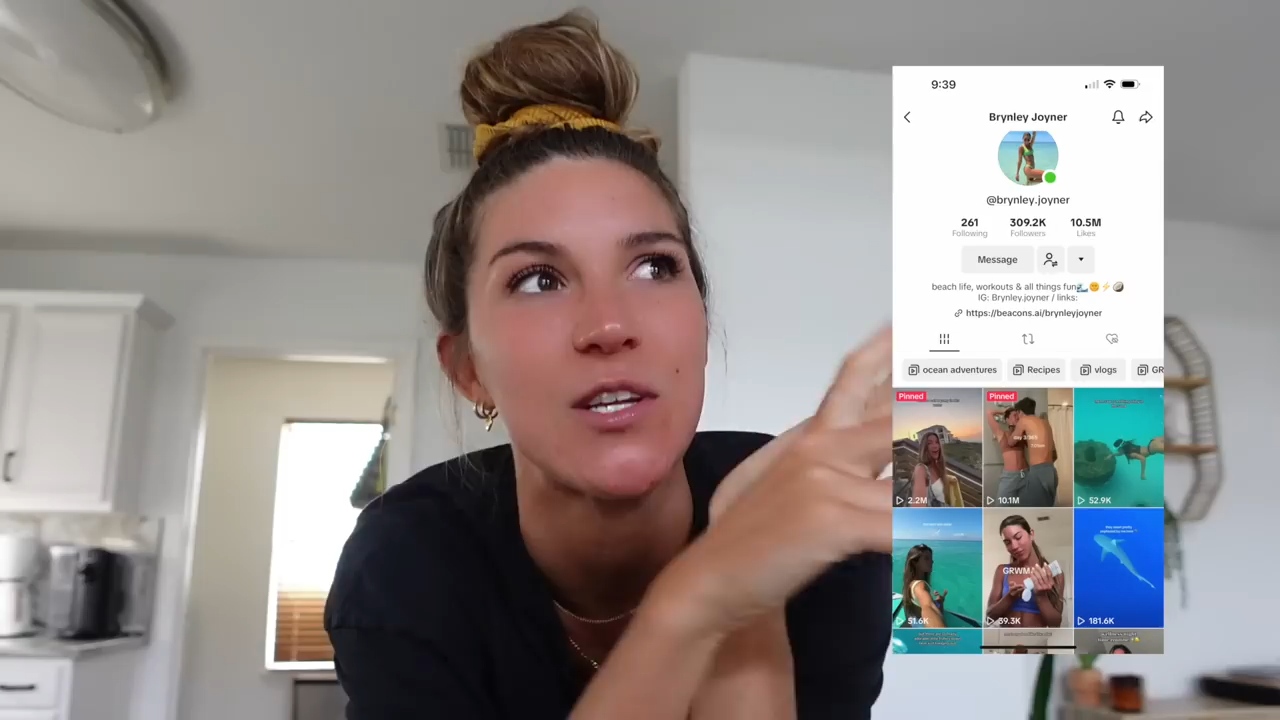 9:39
Brynley Joyner
@brynley.joyner
261 309.2K 10.5M
Following Followers Likes
Message
beach life, workouts & all things fun🌊✊⚡🥥
IG: Brynley.joyner / links:
https://beacons.ai/brynleyjoyner
ocean adventures Recipes vlogs GR
Pinned Pinned
2.2M 10.1M 52.9K
GRWM
51.6K 39.3K 181.6K